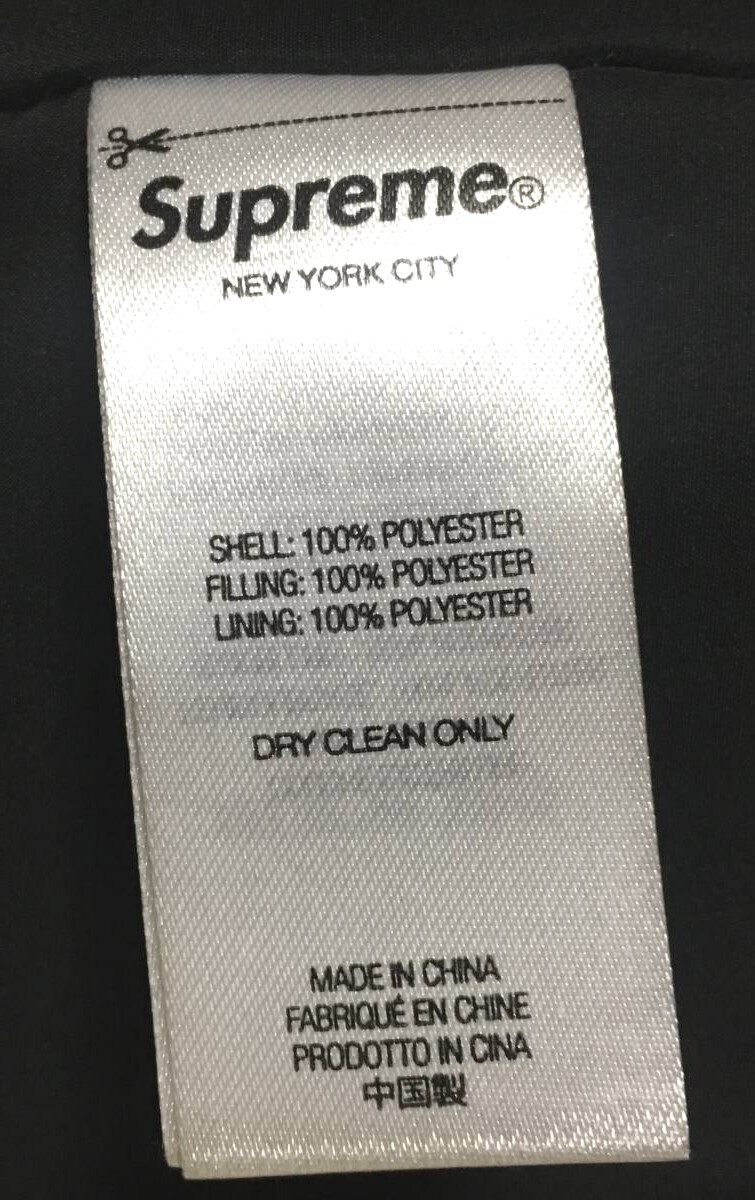 Supreme®
NEW YORK CITY
SHELL: 100% POLYESTER
FILLING: 100% POLYESTER
LINING: 100% POLYESTER
DRY CLEAN ONLY
MADE IN CHINA
FABRIQUÉ EN CHINE
PRODOTTO IN CINA
中国製